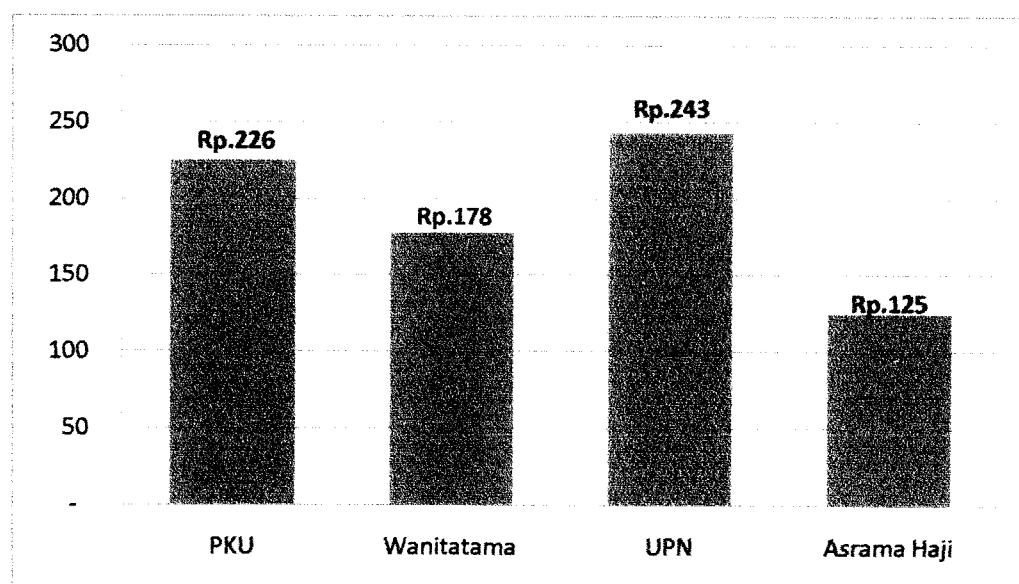 300
250
200
150
100
50
-
Rp.226
Rp.178
Rp.243
Rp.125
PKU
Wanitatama
UPN
Asrama Haji